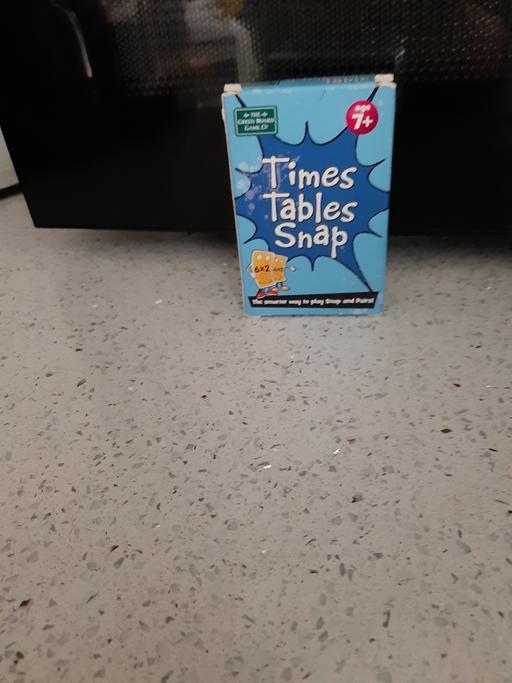 THE
GREEN BOARD
GAME Co
age
7+
Times
Tables
Snap
6x2
The smarter way to play Snap and Pairs!